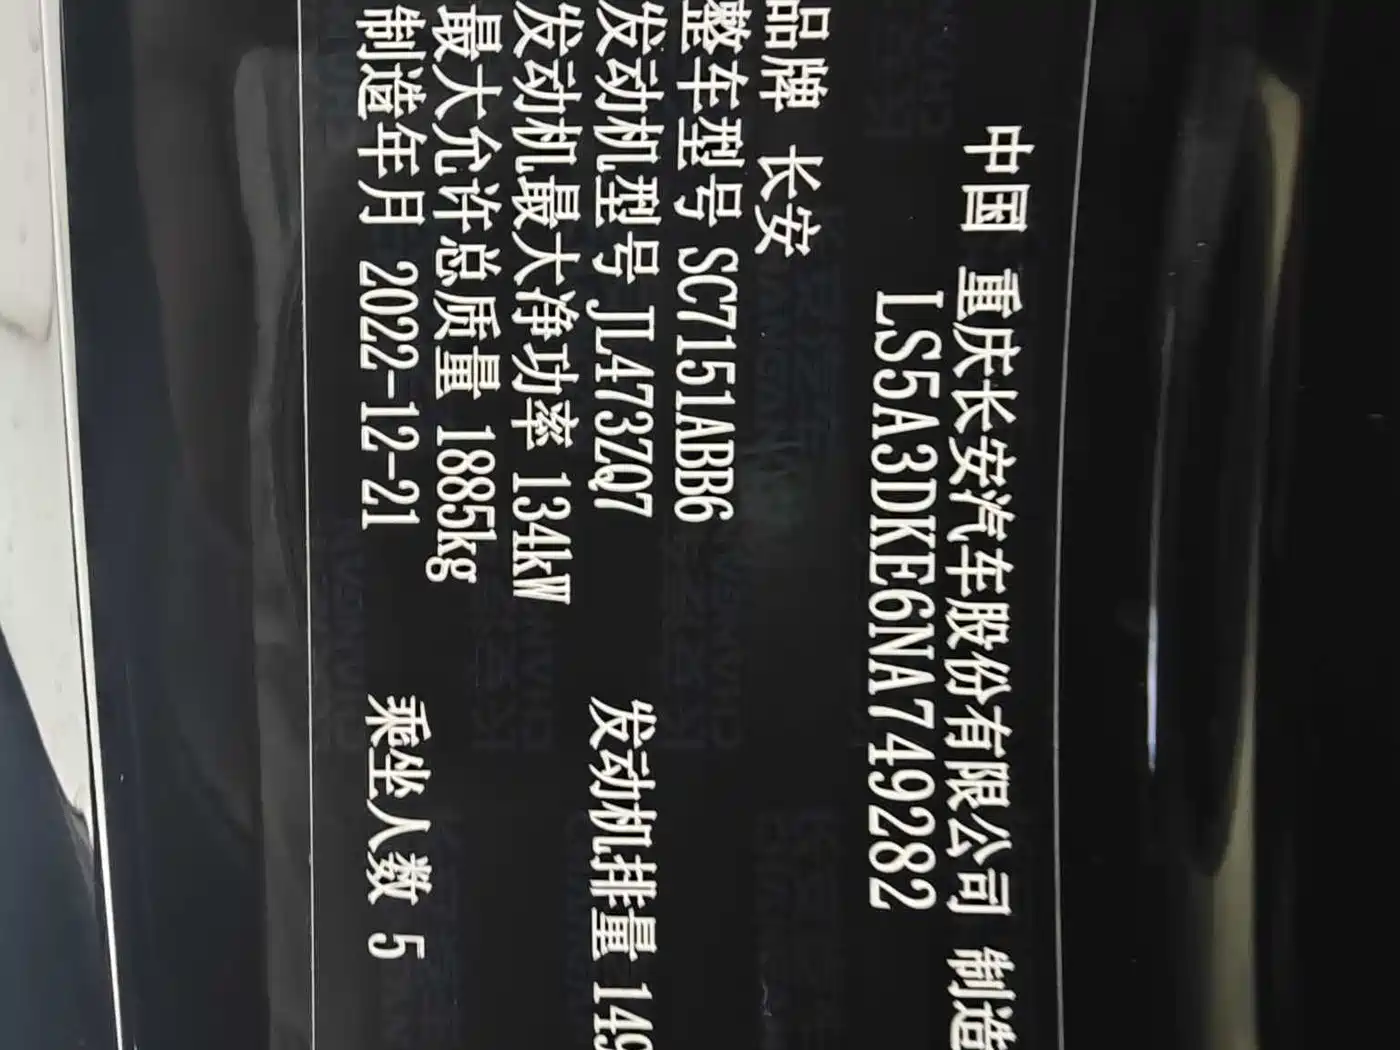 中国 重庆长安汽车股份有限公司 制造
LS5A3DKE6NA749282
品牌 长安
整车型号 SC7151ABB6
发动机型号 JL473ZQ7 发动机排量 149
发动机最大净功率 134kW
最大允许总质量 1885kg
制造年月 2022-12-21 乘坐人数 5